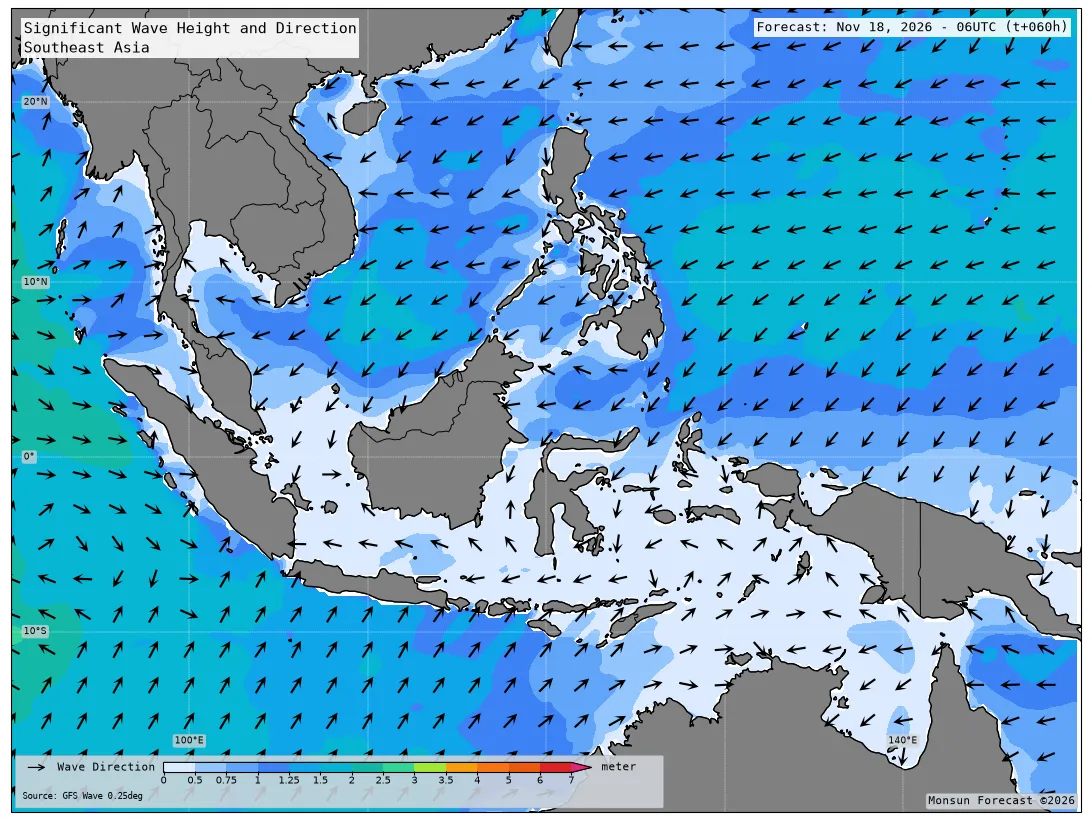 Significant Wave Height and Direction
Southeast Asia
Forecast: Nov 18, 2026 - 06UTC (t+060h)
20°N
10°N
0°
10°S
100°E
140°E
Wave Direction
meter
0 0.5 0.75 1 1.25 1.5 2 2.5 3 3.5 4 5 6 7
Source: GFS Wave 0.25deg
Monsun Forecast ©2026